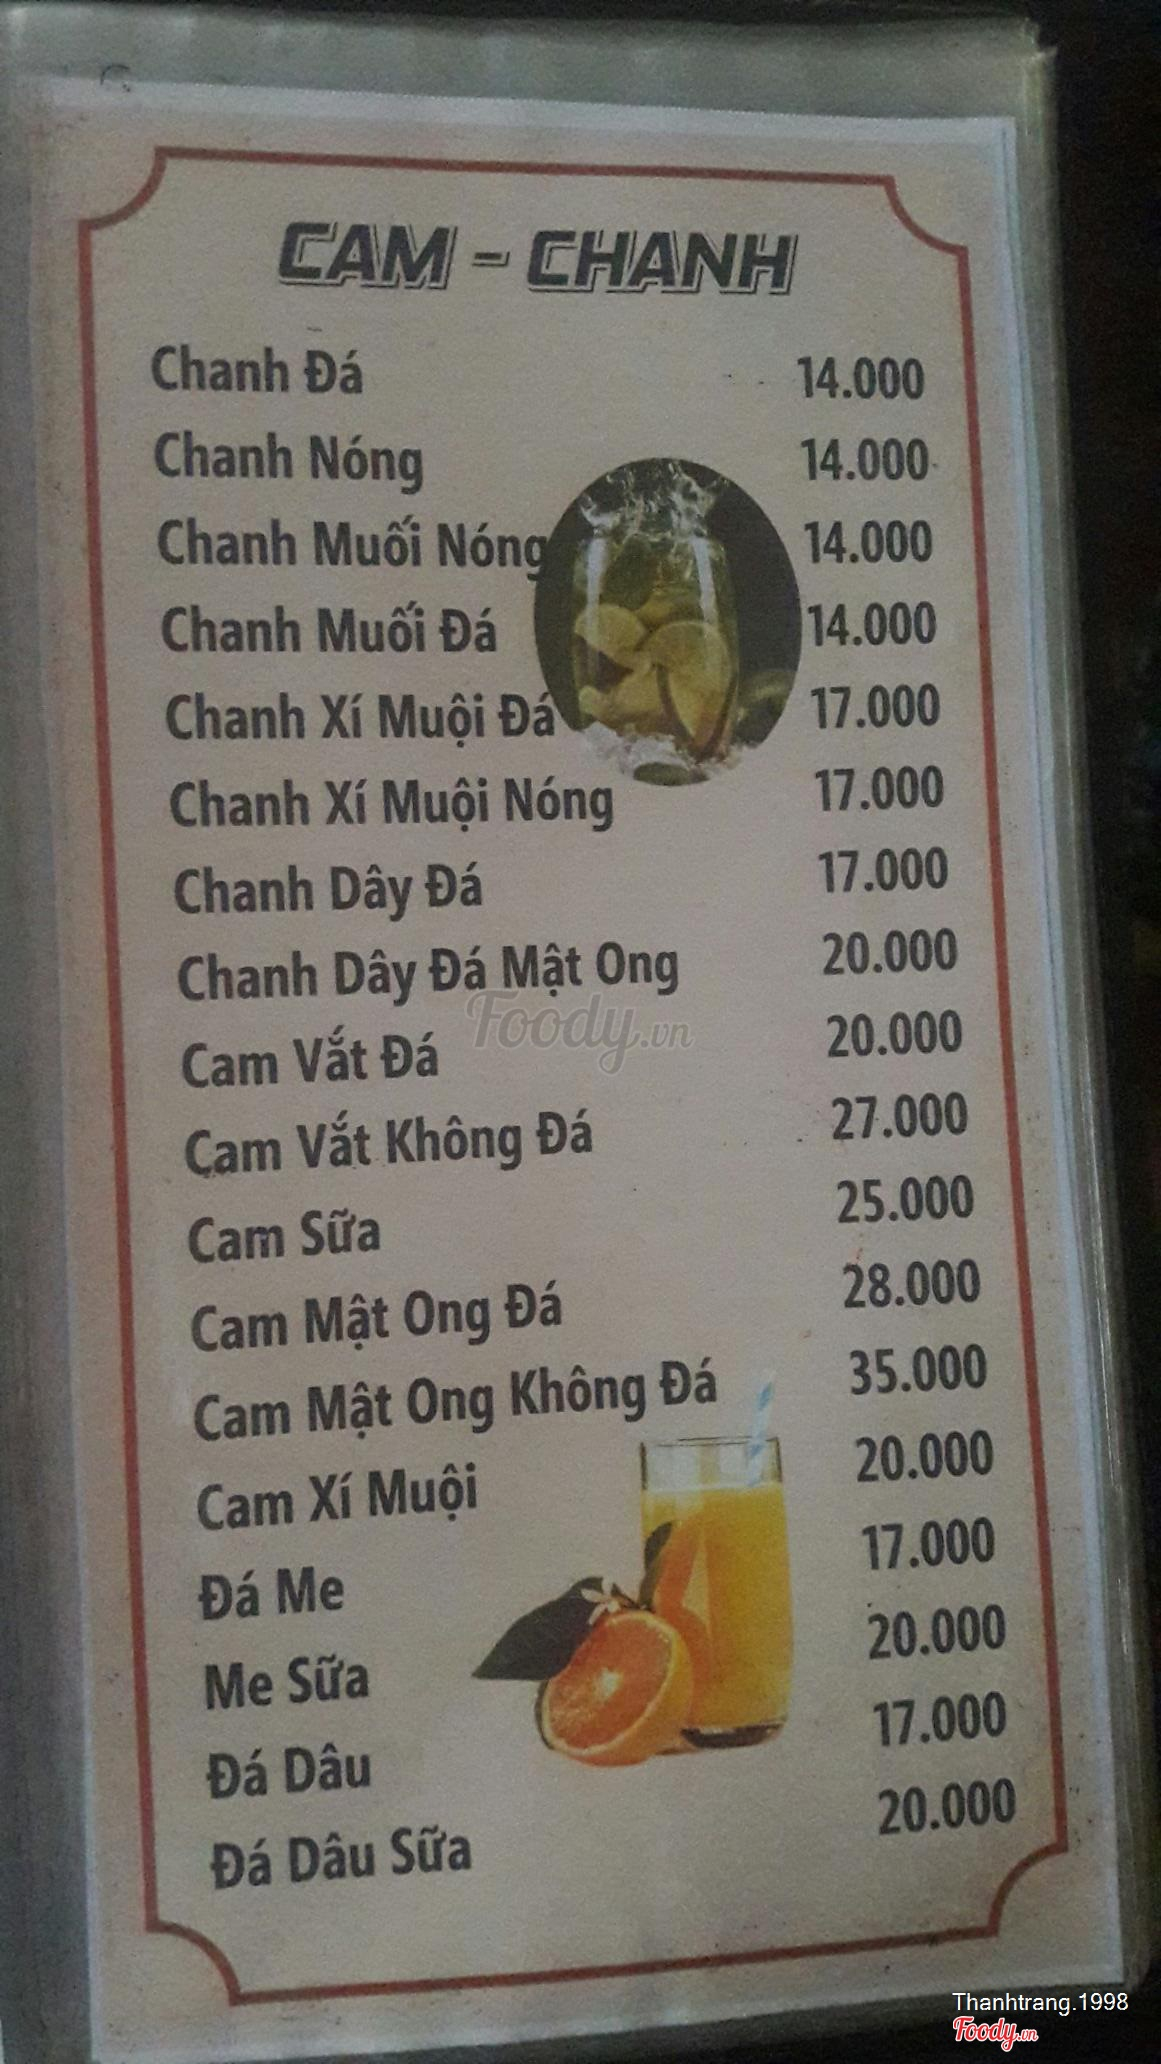 CAM - CHANH
Chanh Đá 14.000
Chanh Nóng 14.000
Chanh Muối Nóng 14.000
Chanh Muối Đá 14.000
Chanh Xí Muội Đá 17.000
Chanh Xí Muội Nóng 17.000
Chanh Dây Đá 17.000
Chanh Dây Đá Mật Ong 20.000
Cam Vắt Đá 20.000
Cam Vắt Không Đá 27.000
Cam Sữa 25.000
Cam Mật Ong Đá 28.000
Cam Mật Ong Không Đá 35.000
Cam Xí Muội 20.000
Đá Me 17.000
Me Sữa 20.000
Đá Dâu 17.000
Đá Dâu Sữa 20.000
Foody.vn
Thanhtrang.1998
Foody.vn